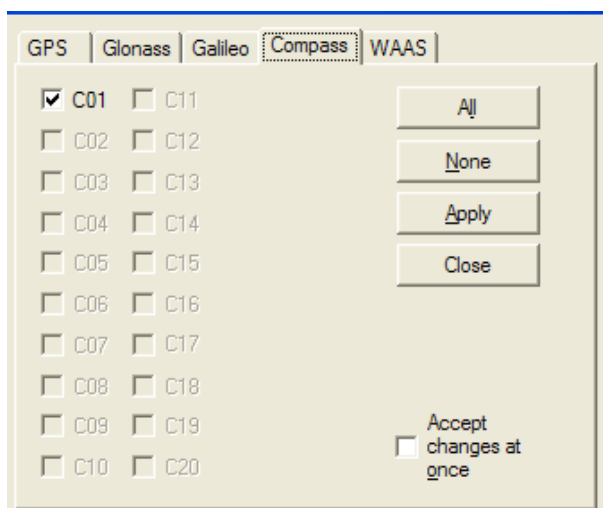 GPS Glonass Galileo Compass WAAS
C01 C11
C02 C12
C03 C13
C04 C14
C05 C15
C06 C16
C07 C17
C08 C18
C09 C19
C10 C20
All
None
Apply
Close
Accept
changes at
once